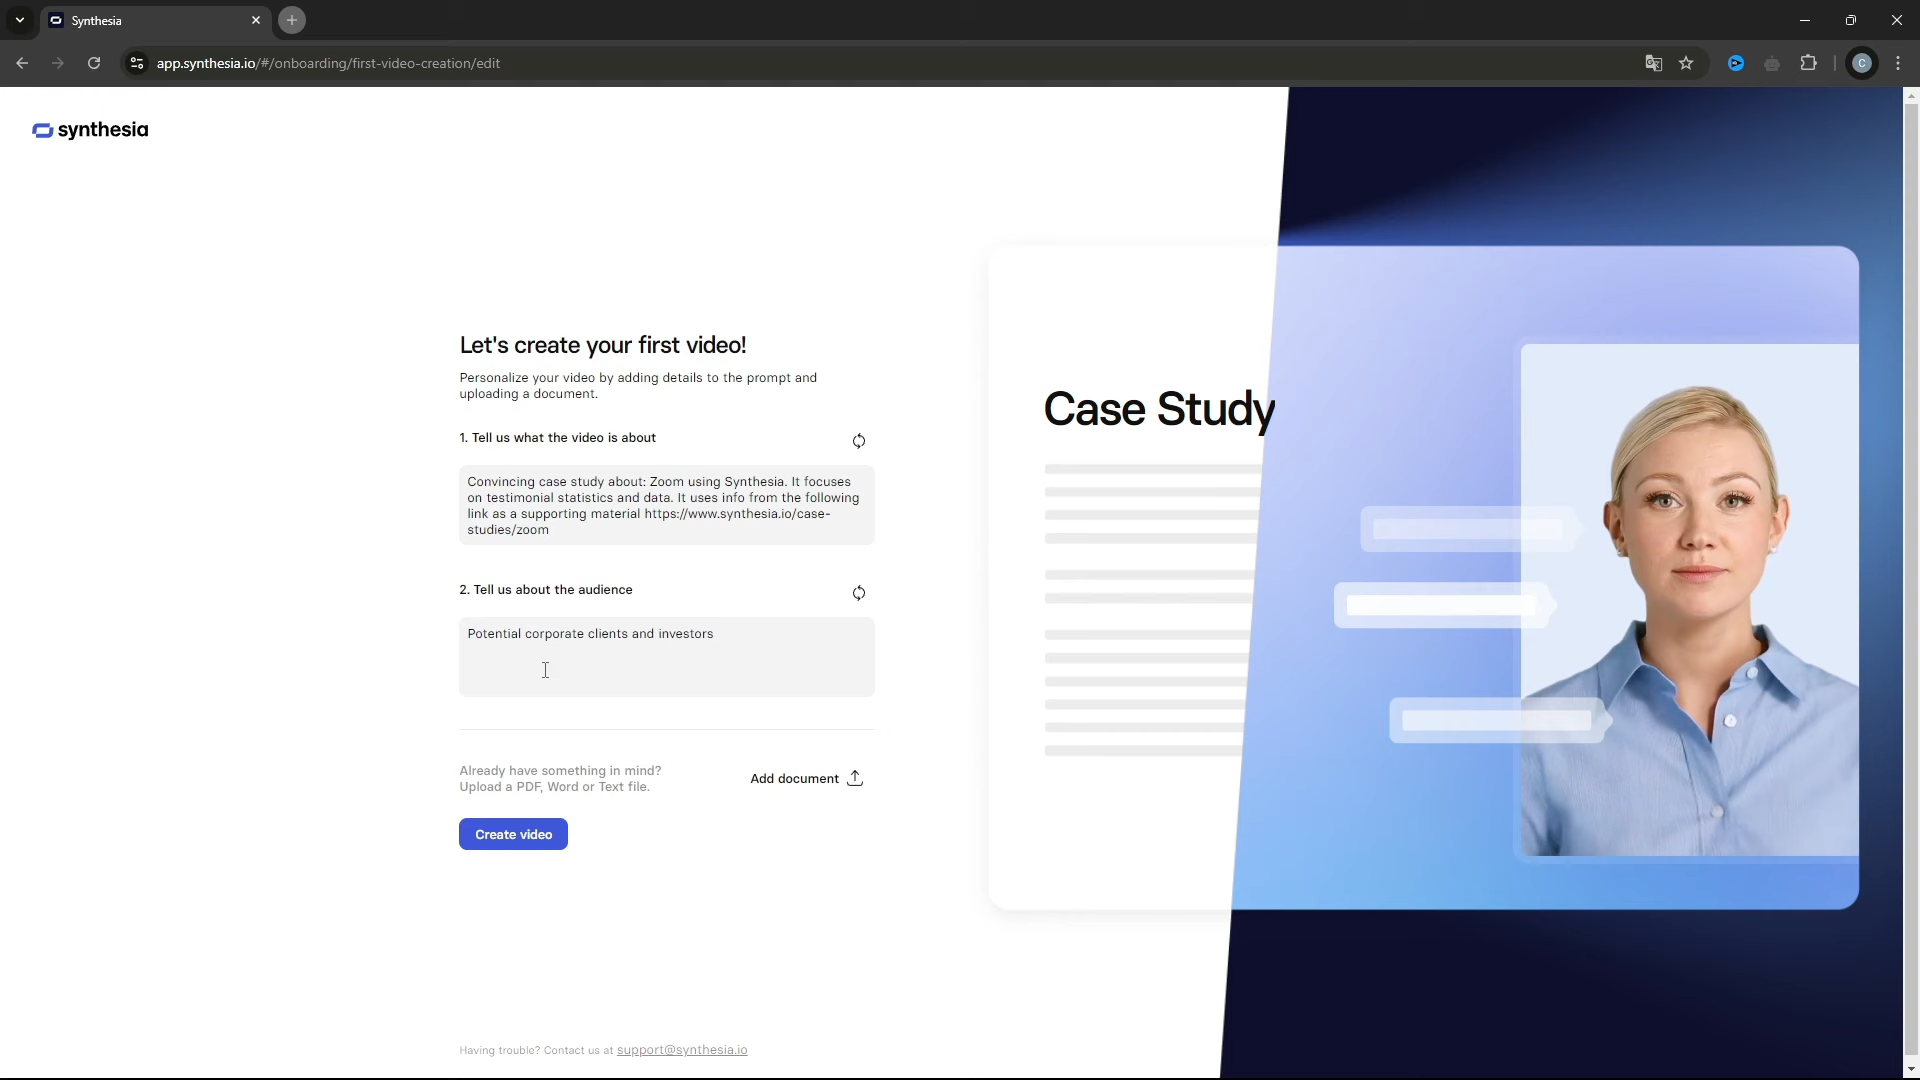 Synthesia
app.synthesia.io/#/onboarding/first-video-creation/edit
C
synthesia
Let's create your first video!
Personalize your video by adding details to the prompt and
uploading a document.
1. Tell us what the video is about
Convincing case study about: Zoom using Synthesia. It focuses
on testimonial statistics and data. It uses info from the following
link as a supporting material https://www.synthesia.io/case-
studies/zoom
2. Tell us about the audience
Potential corporate clients and investors
Already have something in mind?
Upload a PDF, Word or Text file.
Add document
Create video
Having trouble? Contact us at support@synthesia.io
Case Study